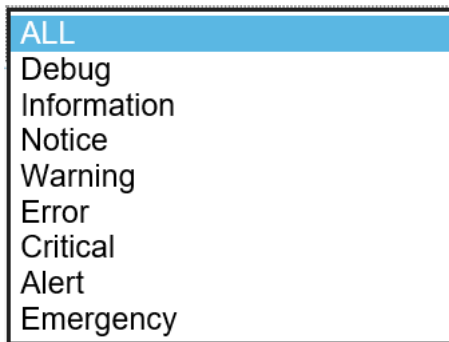 ALL
Debug
Information
Notice
Warning
Error
Critical
Alert
Emergency